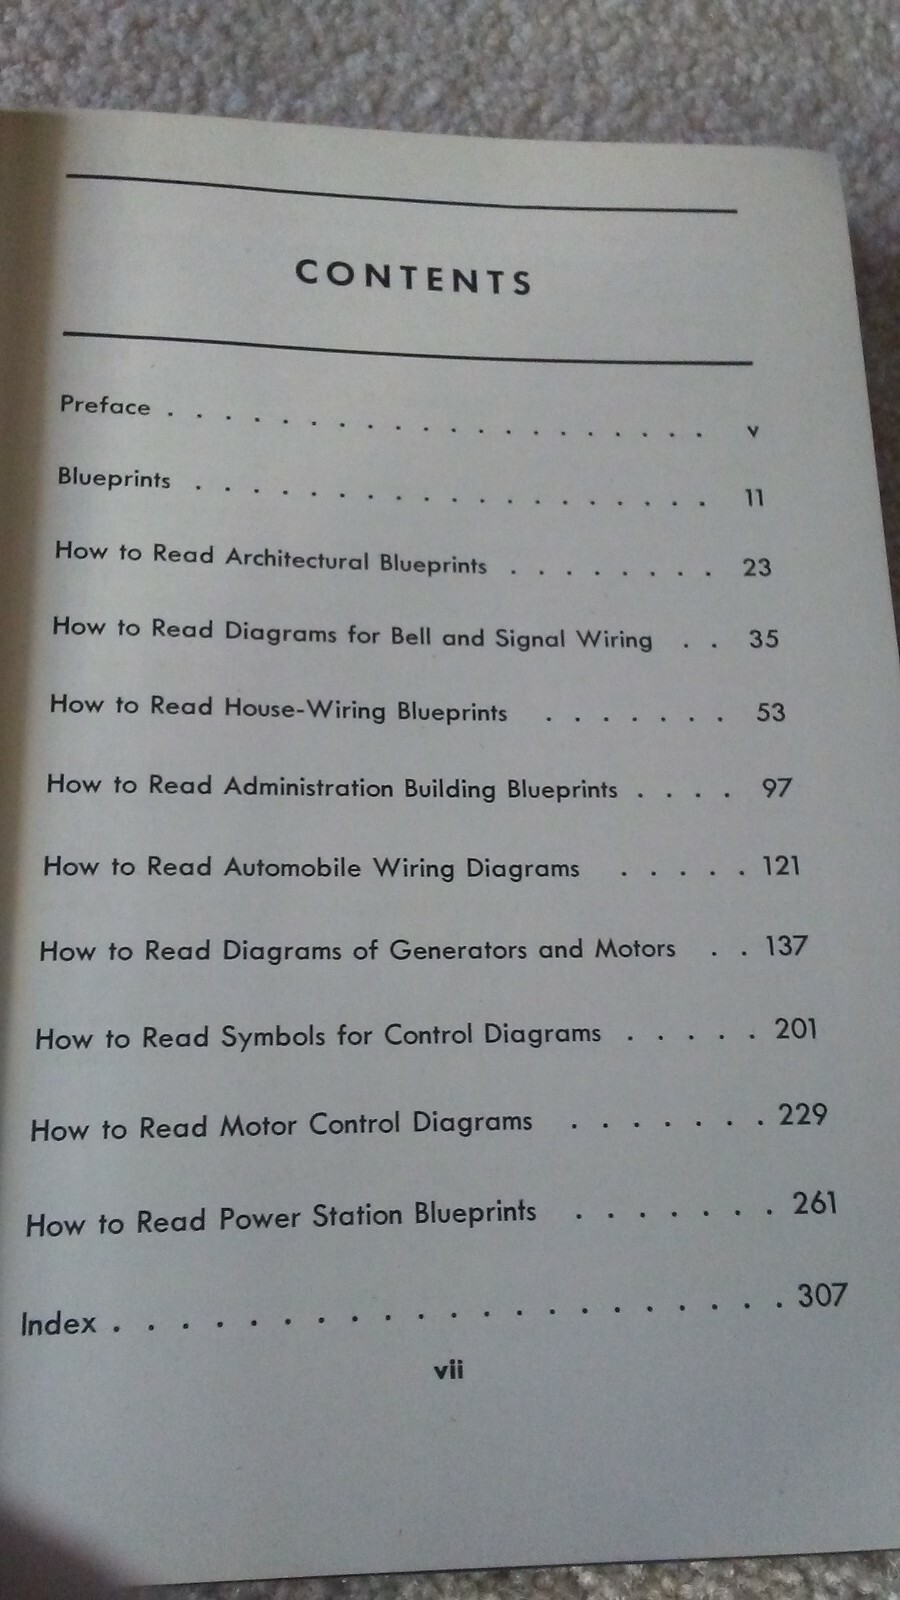 CONTENTS
Preface . . . . . . . . . . . . . . . . . . . . v
Blueprints . . . . . . . . . . . . . . . . . . . 11
How to Read Architectural Blueprints . . . . . . . . 23
How to Read Diagrams for Bell and Signal Wiring . . 35
How to Read House-Wiring Blueprints . . . . . . . 53
How to Read Administration Building Blueprints . . . . 97
How to Read Automobile Wiring Diagrams . . . . . 121
How to Read Diagrams of Generators and Motors . . 137
How to Read Symbols for Control Diagrams . . . . . 201
How to Read Motor Control Diagrams . . . . . . . 229
How to Read Power Station Blueprints . . . . . . . 261
Index . . . . . . . . . . . . . . . . . . . . . 307
vii